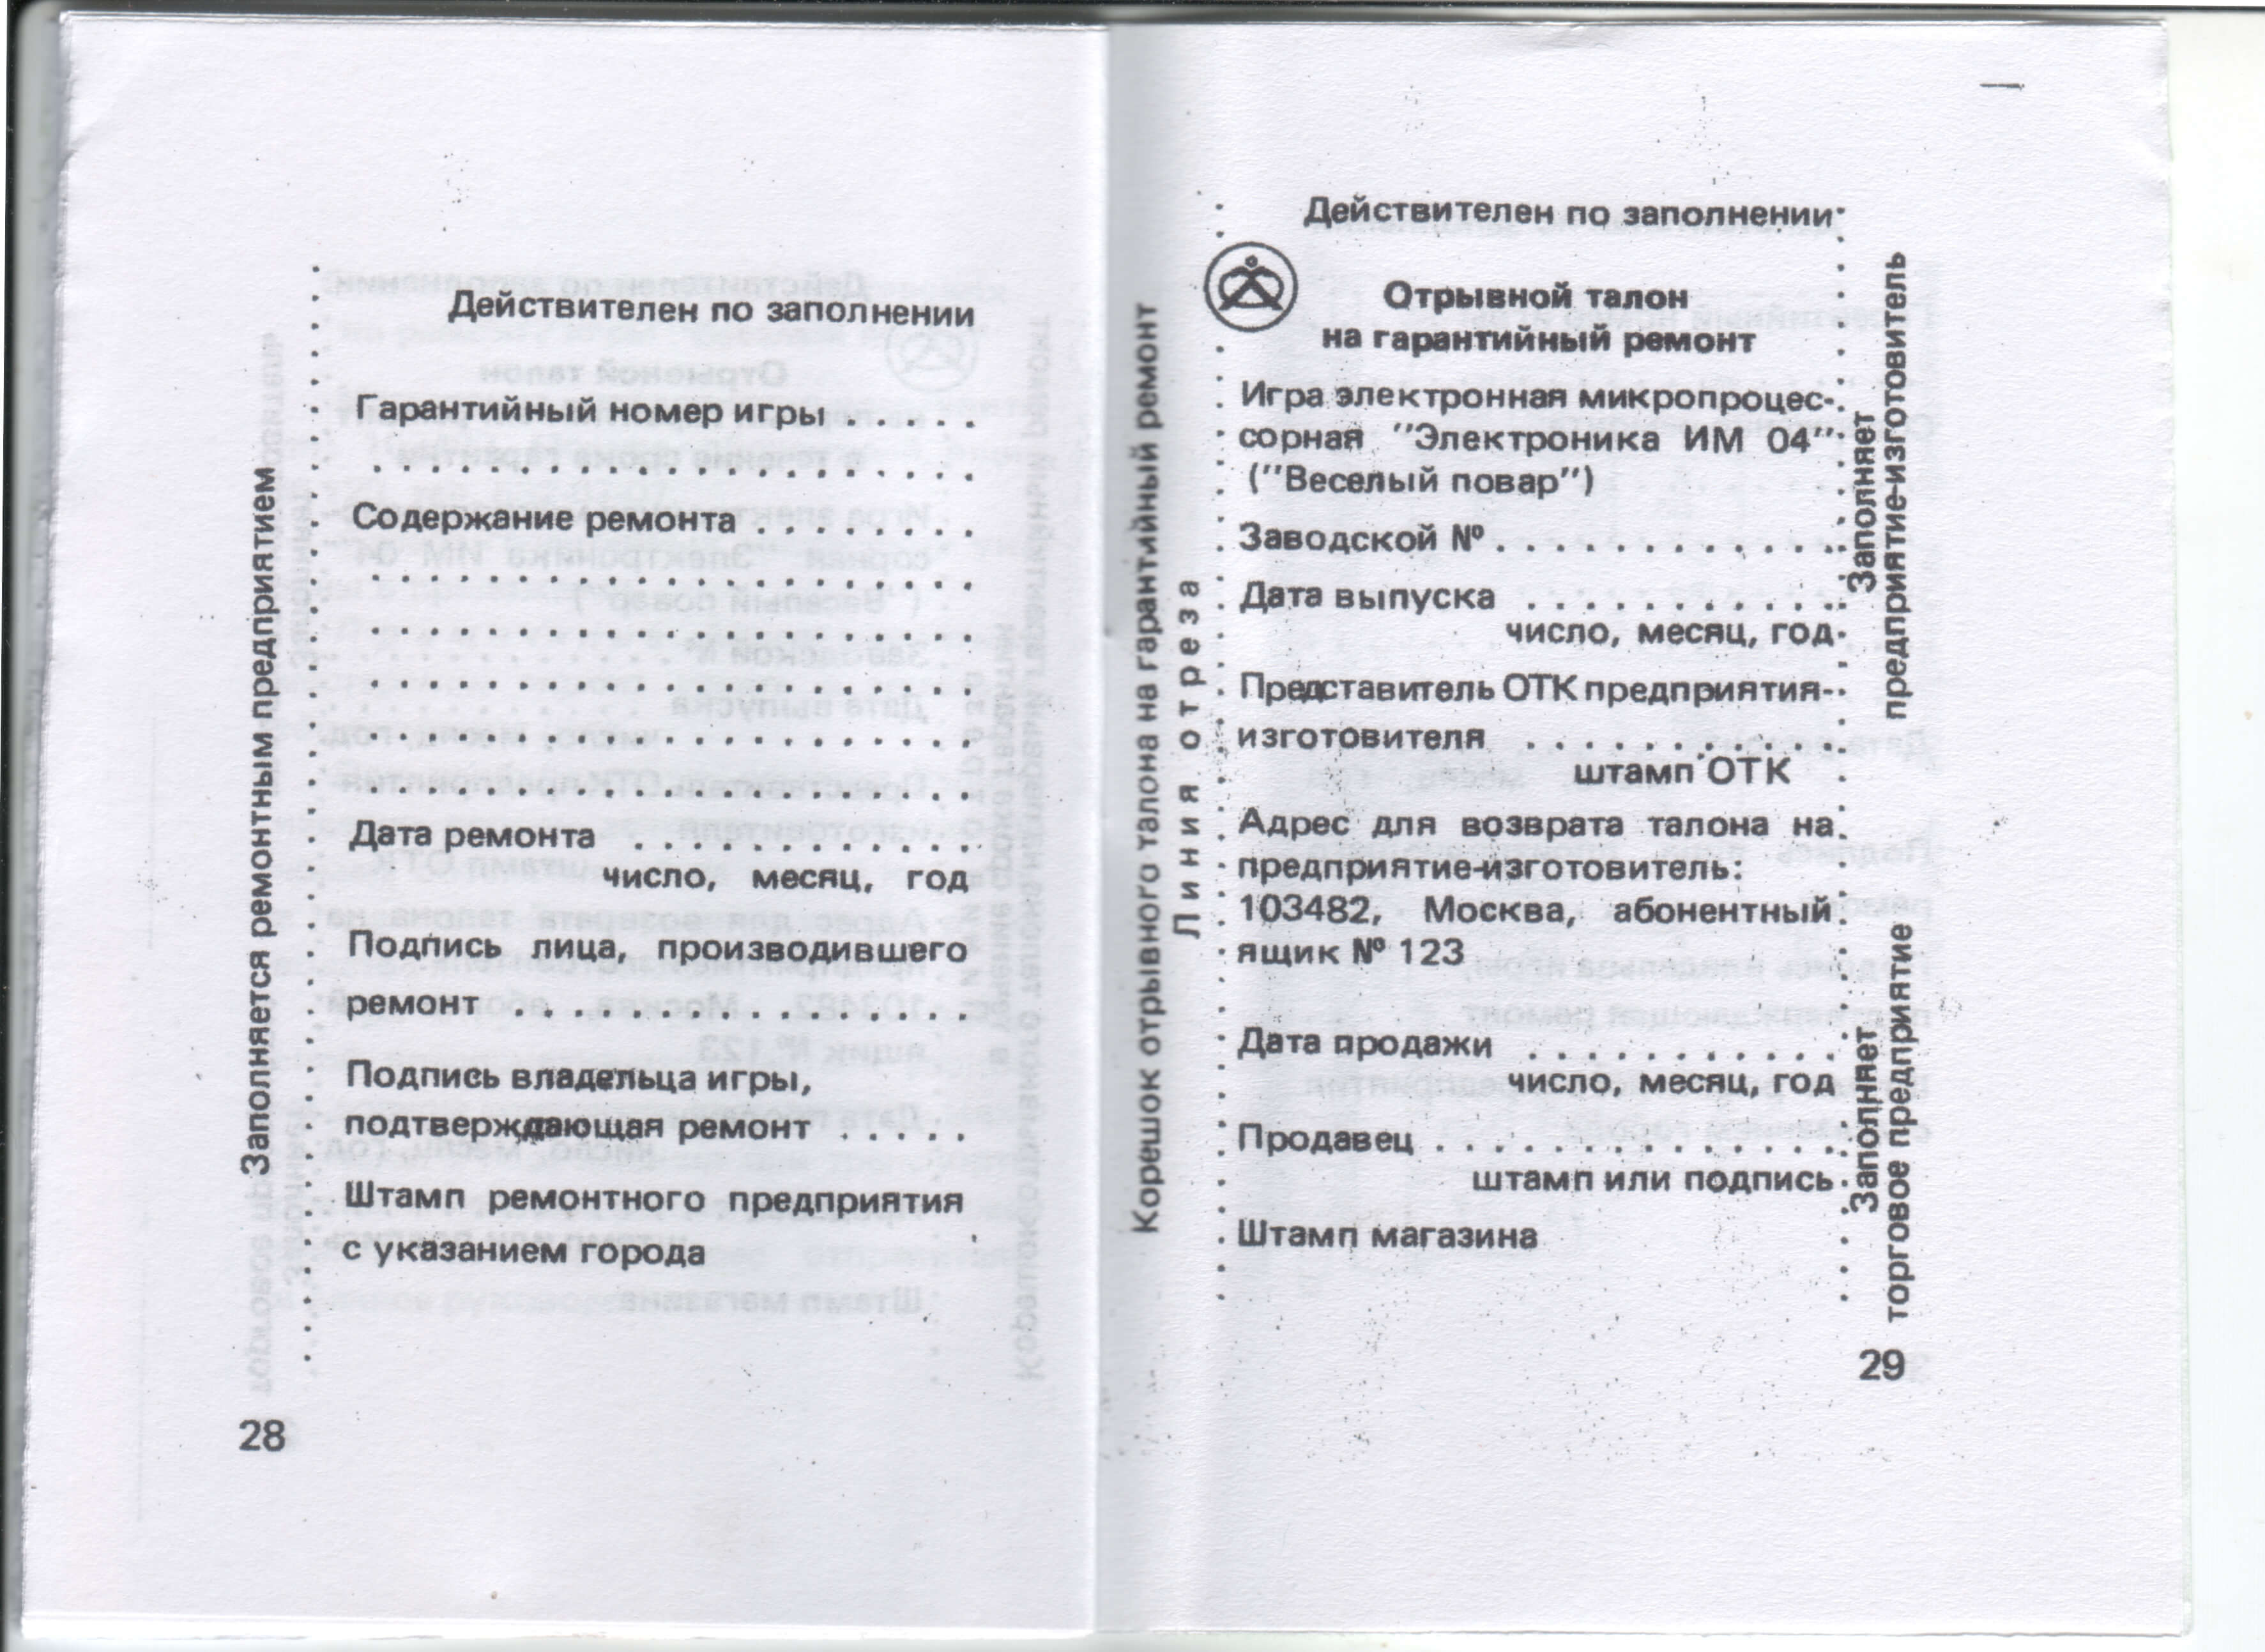 Заполняется ремонтным предприятием
Действителен по заполнении
Гарантийный номер игры . . . . .
. . . . . . . . . . . . . . . . . . . . .
Содержание ремонта . . . . . . . .
. . . . . . . . . . . . . . . . . . . . .
. . . . . . . . . . . . . . . . . . . . .
. . . . . . . . . . . . . . . . . . . . .
. . . . . . . . . . . . . . . . . . . . .
. . . . . . . . . . . . . . . . . . . . .
Дата ремонта . . . . . . . . . . . .
число, месяц, год
Подпись лица, производившего
ремонт . . . . . . . . . . . . . . . .
Подпись владельца игры,
подтверждающая ремонт . . . . .
Штамп ремонтного предприятия
с указанием города
28
Корешок отрывного талона на гарантийный ремонт
Линия отреза
Действителен по заполнении
Отрывной талон
на гарантийный ремонт
Игра электронная микропроцес-
сорная "Электроника ИМ 04"
("Веселый повар")
Заводской № . . . . . . . . . . . .
Дата выпуска . . . . . . . . . . .
число, месяц, год
Представитель ОТК предприятия-
изготовителя . . . . . . . . . . .
штамп ОТК
Адрес для возврата талона на
предприятие-изготовитель:
103482, Москва, абонентный
ящик № 123
Дата продажи . . . . . . . . . . .
число, месяц, год
Продавец . . . . . . . . . . . . . .
штамп или подпись
Штамп магазина
Заполняет
предприятие-изготовитель
Заполняет
торговое предприятие
29